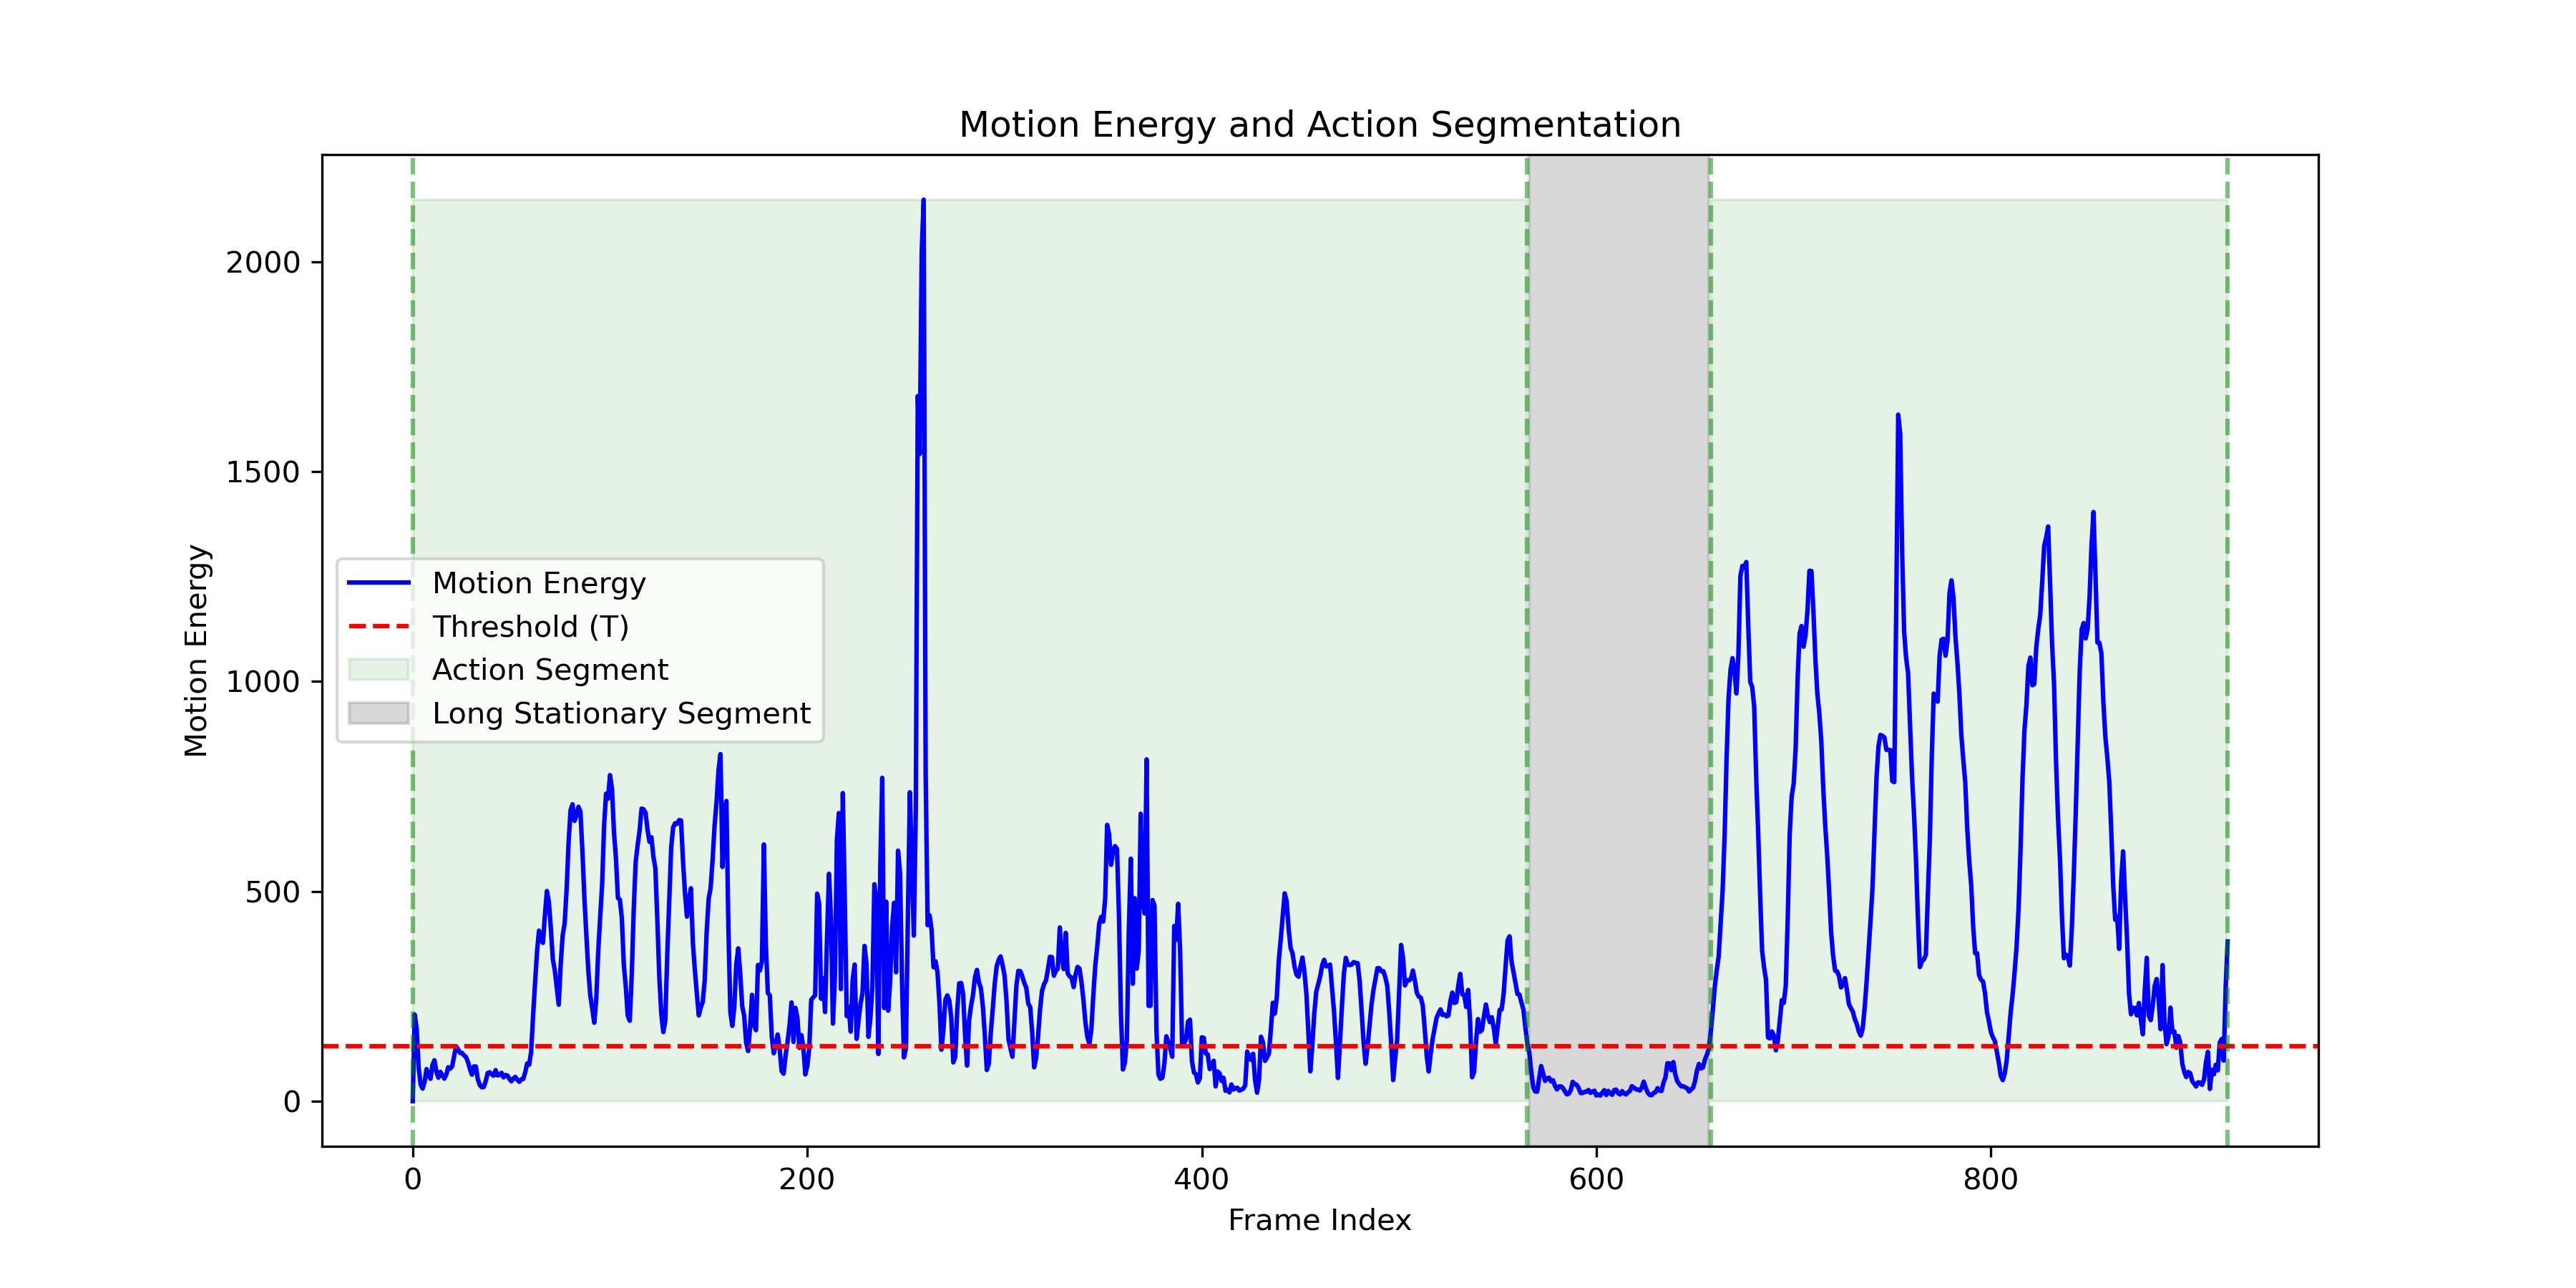 Motion Energy and Action Segmentation
Motion Energy
2000
1500
1000
500
0
Motion Energy
Threshold (T)
Action Segment
Long Stationary Segment
0 200 400 600 800
Frame Index